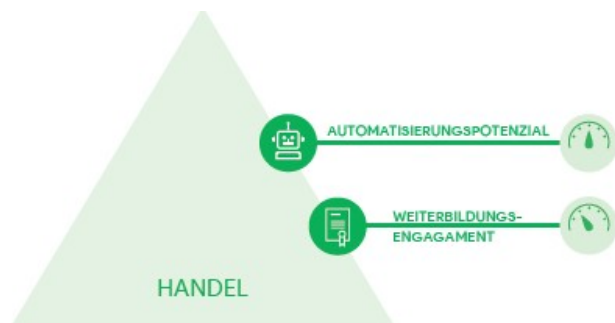 AUTOMATISIERUNGSPOTENZIAL
WEITERBILDUNGS-
ENGAGAMENT
HANDEL